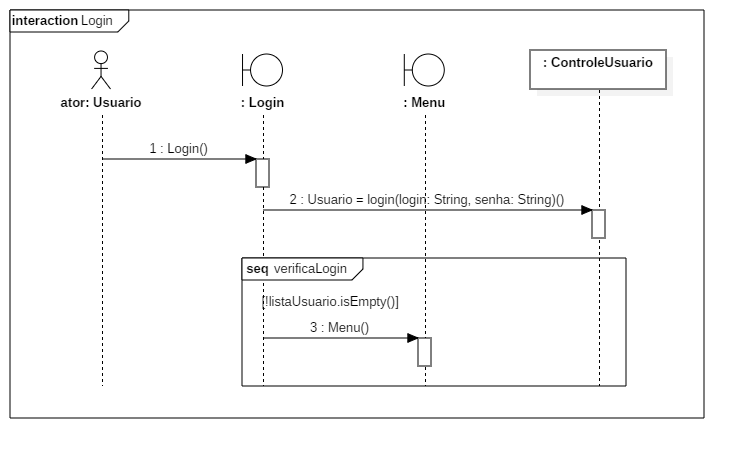 interaction Login
ator: Usuario
: Login
: Menu
: ControleUsuario
1 : Login()
2 : Usuario = login(login: String, senha: String)()
seq verificaLogin
[!listaUsuario.isEmpty()]
3 : Menu()